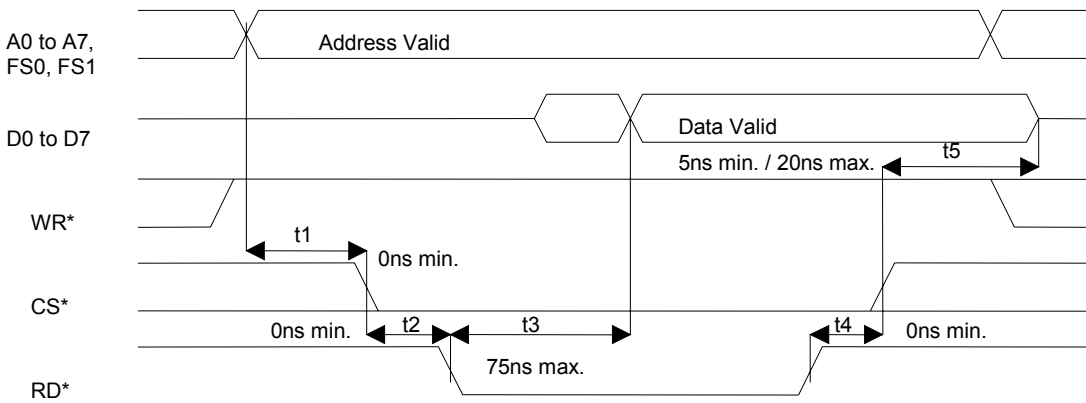 A0 to A7,
FS0, FS1
Address Valid
D0 to D7
Data Valid
5ns min. / 20ns max.
t5
WR*
t1
0ns min.
CS*
0ns min.
t2
t3
t4
0ns min.
75ns max.
RD*